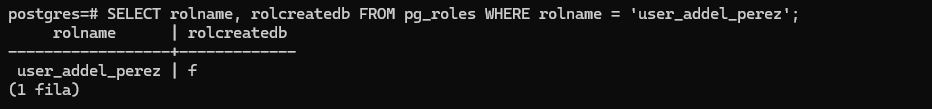 postgres=# SELECT rolname, rolcreatedb FROM pg_roles WHERE rolname = 'user_addel_perez';
     rolname      | rolcreatedb
------------------+-------------
 user_addel_perez | f
(1 fila)